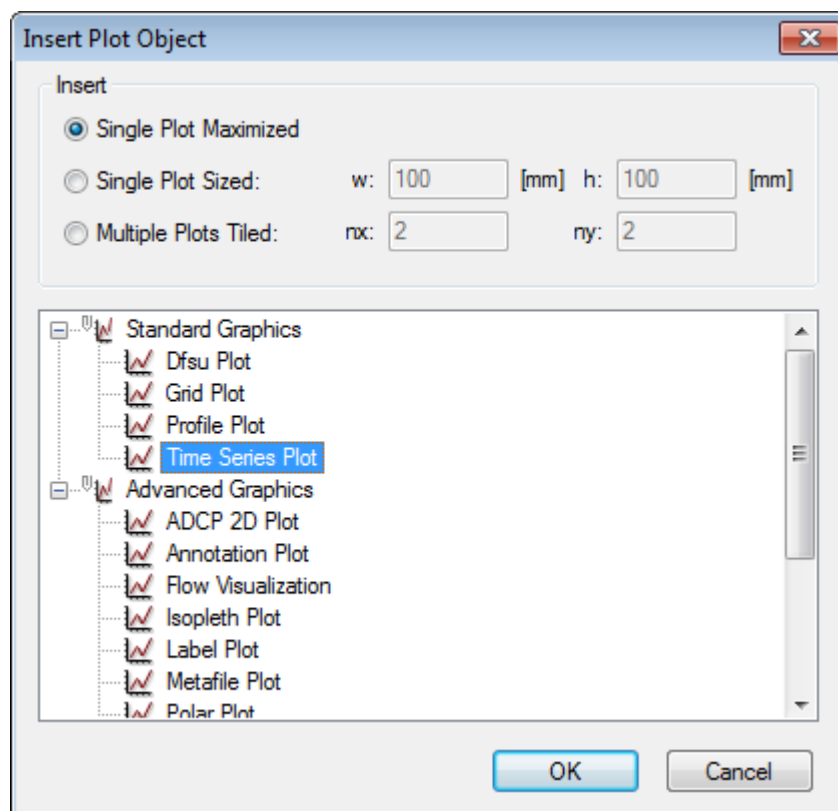 Insert Plot Object
Insert
Single Plot Maximized
Single Plot Sized: w: 100 [mm] h: 100 [mm]
Multiple Plots Tiled: nx: 2 ny: 2
Standard Graphics
Dfsu Plot
Grid Plot
Profile Plot
Time Series Plot
Advanced Graphics
ADCP 2D Plot
Annotation Plot
Flow Visualization
Isopleth Plot
Label Plot
Metafile Plot
Polar Plot
OK Cancel